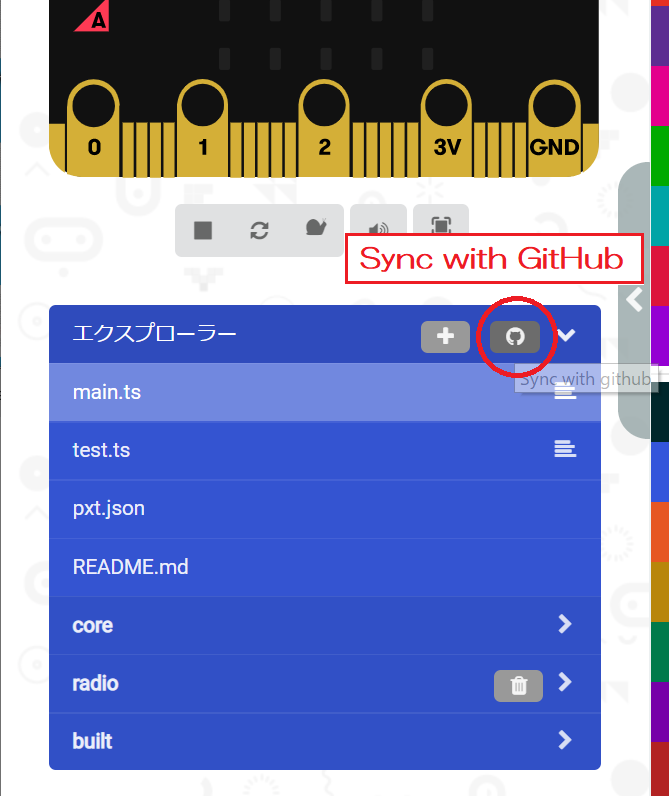 A
0 1 2 3V GND
Sync with GitHub
エクスプローラー
Sync with github
main.ts
test.ts
pxt.json
README.md
core
radio
built